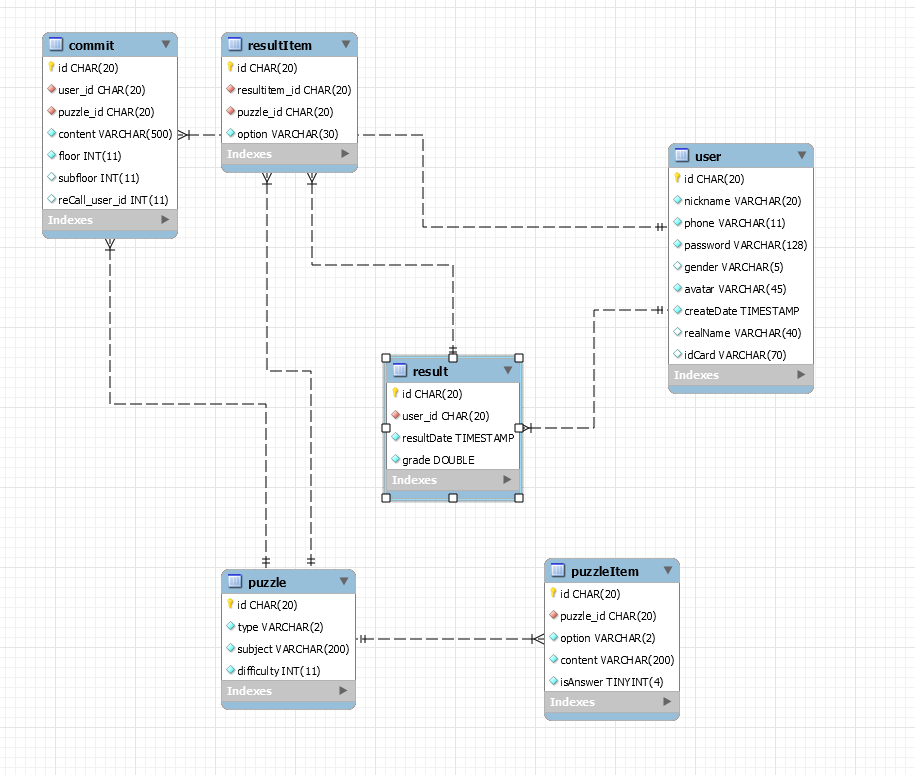 commit
id CHAR(20)
user_id CHAR(20)
puzzle_id CHAR(20)
content VARCHAR(500)
floor INT(11)
subfloor INT(11)
reCall_user_id INT(11)
Indexes
resultItem
id CHAR(20)
resultitem_id CHAR(20)
puzzle_id CHAR(20)
option VARCHAR(30)
Indexes
user
id CHAR(20)
nickname VARCHAR(20)
phone VARCHAR(11)
password VARCHAR(128)
gender VARCHAR(5)
avatar VARCHAR(45)
createDate TIMESTAMP
realName VARCHAR(40)
idCard VARCHAR(70)
Indexes
result
id CHAR(20)
user_id CHAR(20)
resultDate TIMESTAMP
grade DOUBLE
Indexes
puzzle
id CHAR(20)
type VARCHAR(2)
subject VARCHAR(200)
difficulty INT(11)
Indexes
puzzleItem
id CHAR(20)
puzzle_id CHAR(20)
option VARCHAR(2)
content VARCHAR(200)
isAnswer TINYINT(4)
Indexes